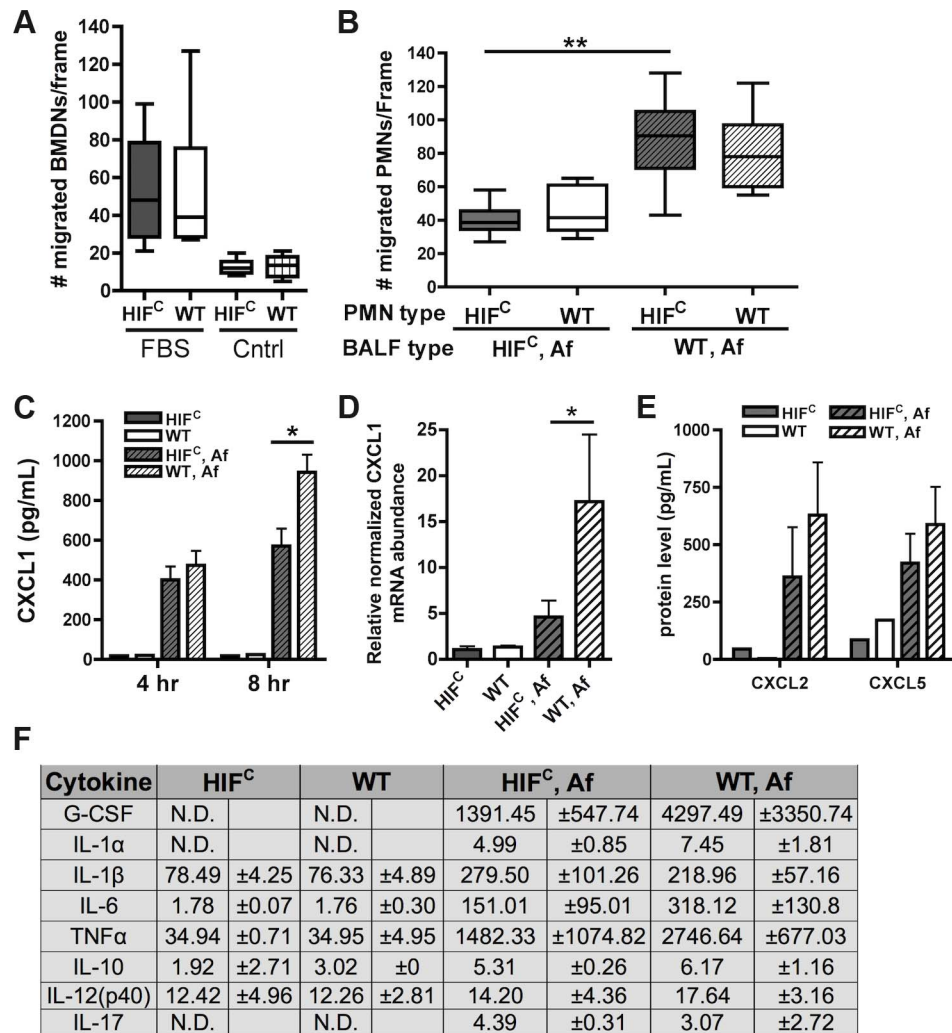 A
# migrated BMDNs/frame
140
120
100
80
60
40
20
0
HIFC WT HIFC WT
FBS Cntrl
B
# migrated PMNs/Frame
140
120
100
80
60
40
20
0
**
PMN type HIFC WT HIFC WT
BALF type HIFC, Af WT, Af
C
CXCL1 (pg/mL)
1200
1000
800
600
400
200
0
HIFC
WT
HIFC, Af
WT, Af
*
4 hr 8 hr
D
Relative normalized CXCL1
mRNA abundance
25
20
15
10
5
0
*
HIFC WT HIFC, Af WT, Af
E
HIFC HIFC, Af
WT WT, Af
protein level (pg/mL)
1000
750
500
250
0
CXCL2 CXCL5
F
Cytokine HIFC WT HIFC, Af WT, Af
G-CSF N.D. N.D. 1391.45 ±547.74 4297.49 ±3350.74
IL-1α N.D. N.D. 4.99 ±0.85 7.45 ±1.81
IL-1β 78.49 ±4.25 76.33 ±4.89 279.50 ±101.26 218.96 ±57.16
IL-6 1.78 ±0.07 1.76 ±0.30 151.01 ±95.01 318.12 ±130.8
TNFα 34.94 ±0.71 34.95 ±4.95 1482.33 ±1074.82 2746.64 ±677.03
IL-10 1.92 ±2.71 3.02 ±0 5.31 ±0.26 6.17 ±1.16
IL-12(p40) 12.42 ±4.96 12.26 ±2.81 14.20 ±4.36 17.64 ±3.16
IL-17 N.D. N.D. 4.39 ±0.31 3.07 ±2.72